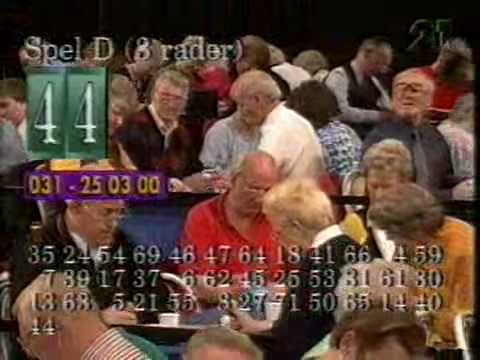 Spel D (3 rader)
44
031 - 25 03 00
35 24 54 69 46 47 64 18 41 66 4 59
7 39 17 37 6 62 45 25 53 31 61 30
13 68 5 21 55 8 27 71 50 65 14 40
44